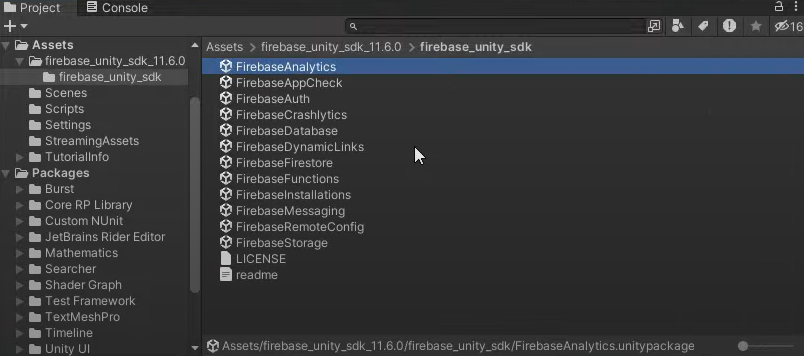 Project
Console
16
Assets
firebase_unity_sdk_11.6.0
firebase_unity_sdk
Scenes
Scripts
Settings
StreamingAssets
TutorialInfo
Packages
Burst
Core RP Library
Custom NUnit
JetBrains Rider Editor
Mathematics
Searcher
Shader Graph
Test Framework
TextMeshPro
Timeline
Unity UI
Assets > firebase_unity_sdk_11.6.0 > firebase_unity_sdk
FirebaseAnalytics
FirebaseAppCheck
FirebaseAuth
FirebaseCrashlytics
FirebaseDatabase
FirebaseDynamicLinks
FirebaseFirestore
FirebaseFunctions
FirebaseInstallations
FirebaseMessaging
FirebaseRemoteConfig
FirebaseStorage
LICENSE
readme
Assets/firebase_unity_sdk_11.6.0/firebase_unity_sdk/FirebaseAnalytics.unitypackage